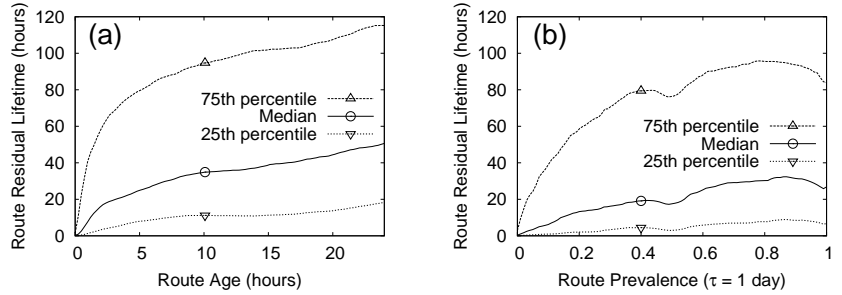 (a)
Route Residual Lifetime (hours)
120
100
80
60
40
20
0
75th percentile
Median
25th percentile
0 5 10 15 20
Route Age (hours)
(b)
Route Residual Lifetime (hours)
120
100
80
60
40
20
0
75th percentile
Median
25th percentile
0 0.2 0.4 0.6 0.8 1
Route Prevalence (τ = 1 day)